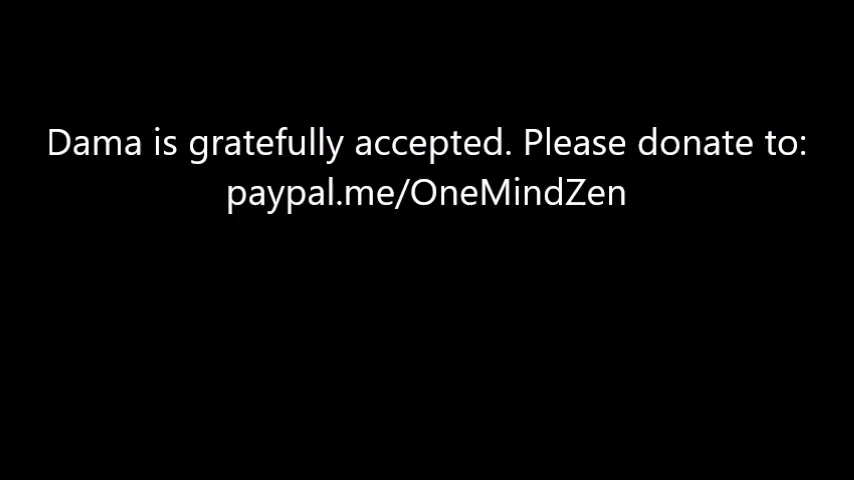 Dama is gratefully accepted. Please donate to:
paypal.me/OneMindZen